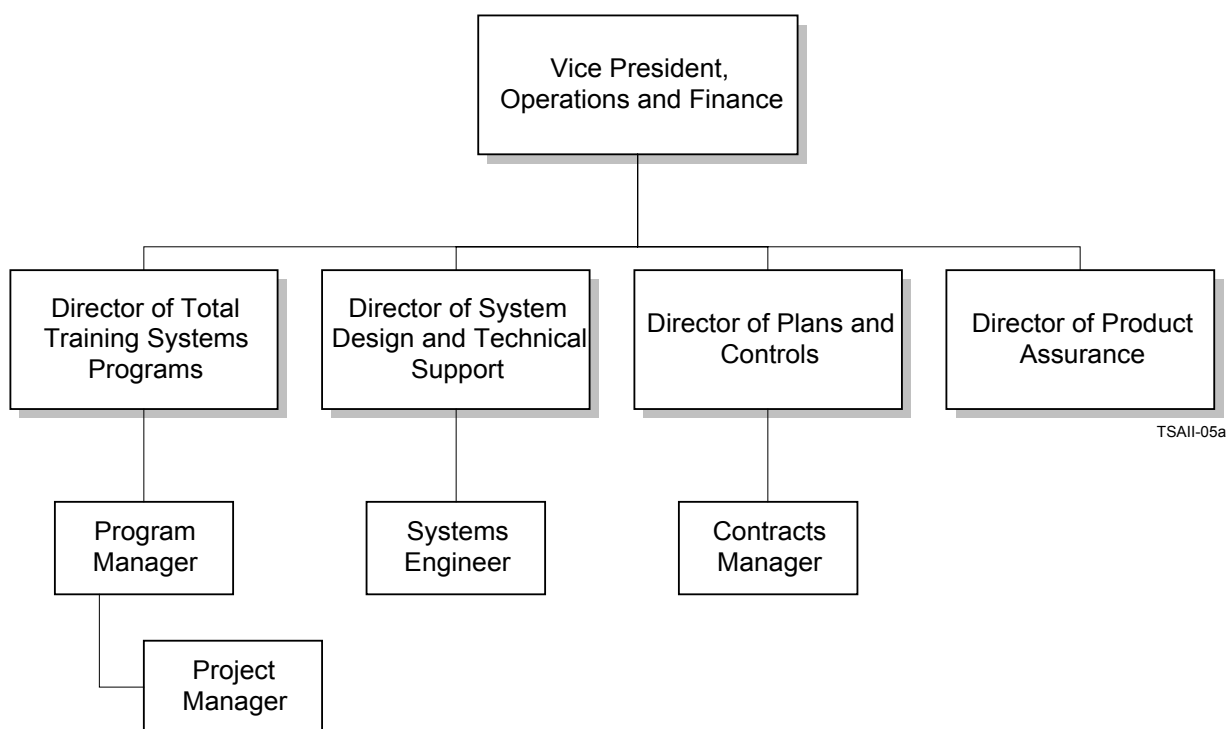 Vice President,
Operations and Finance
Director of Total
Training Systems
Programs
Director of System
Design and Technical
Support
Director of Plans and
Controls
Director of Product
Assurance
TSAII-05a
Program
Manager
Systems
Engineer
Contracts
Manager
Project
Manager